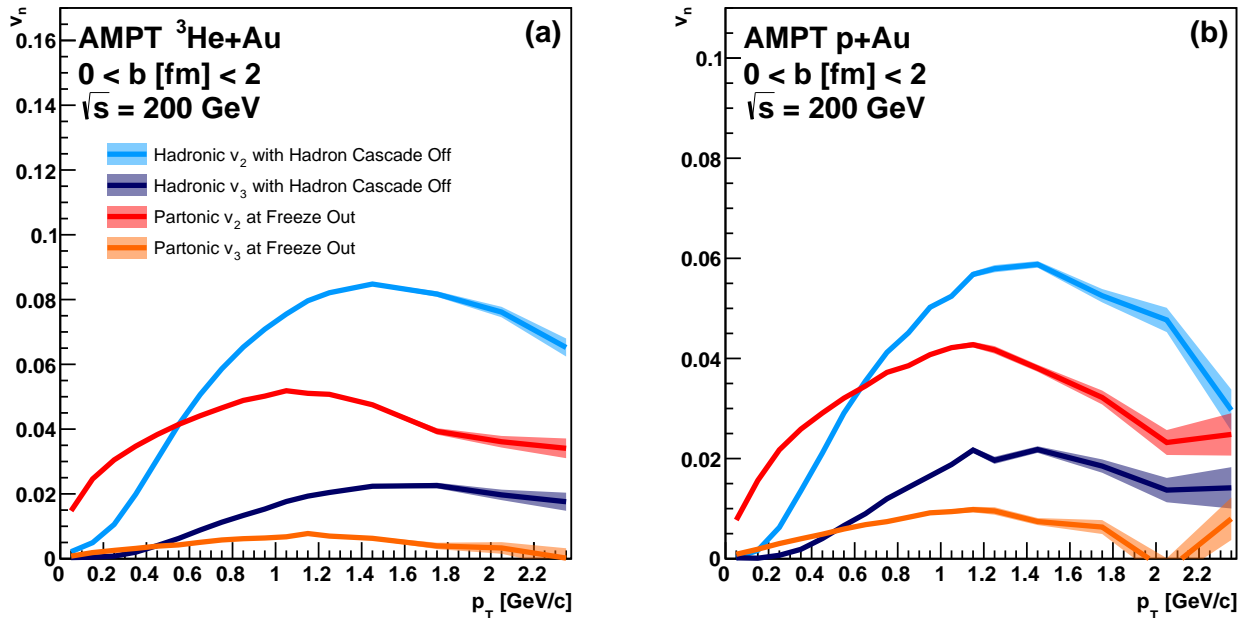 v_n
0.16
0.14
0.12
0.1
0.08
0.06
0.04
0.02
0
AMPT ³He+Au
(a)
0 < b [fm] < 2
√s = 200 GeV
Hadronic v_2 with Hadron Cascade Off
Hadronic v_3 with Hadron Cascade Off
Partonic v_2 at Freeze Out
Partonic v_3 at Freeze Out
0 0.2 0.4 0.6 0.8 1 1.2 1.4 1.6 1.8 2 2.2
p_T [GeV/c]
v_n
0.1
0.08
0.06
0.04
0.02
0
AMPT p+Au
(b)
0 < b [fm] < 2
√s = 200 GeV
0 0.2 0.4 0.6 0.8 1 1.2 1.4 1.6 1.8 2 2.2
p_T [GeV/c]